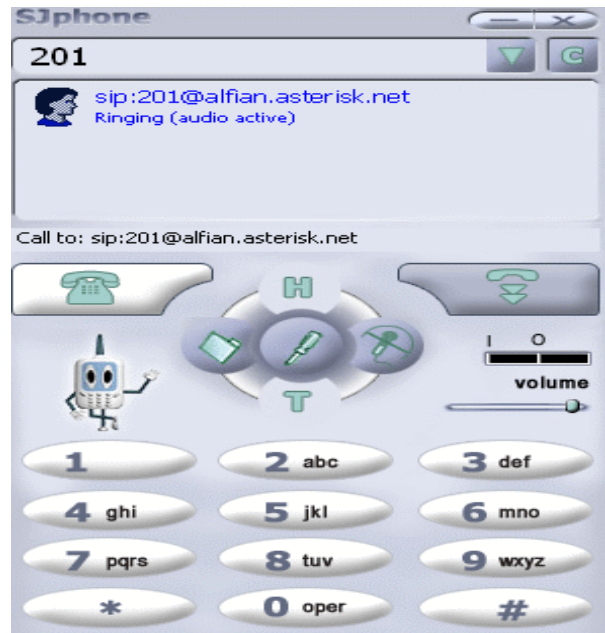 SJphone
201
C
sip:201@alfian.asterisk.net
Ringing (audio active)
Call to: sip:201@alfian.asterisk.net
H
T
I O
volume
1
2 abc
3 def
4 ghi
5 jkl
6 mno
7 pqrs
8 tuv
9 wxyz
*
0 oper
#